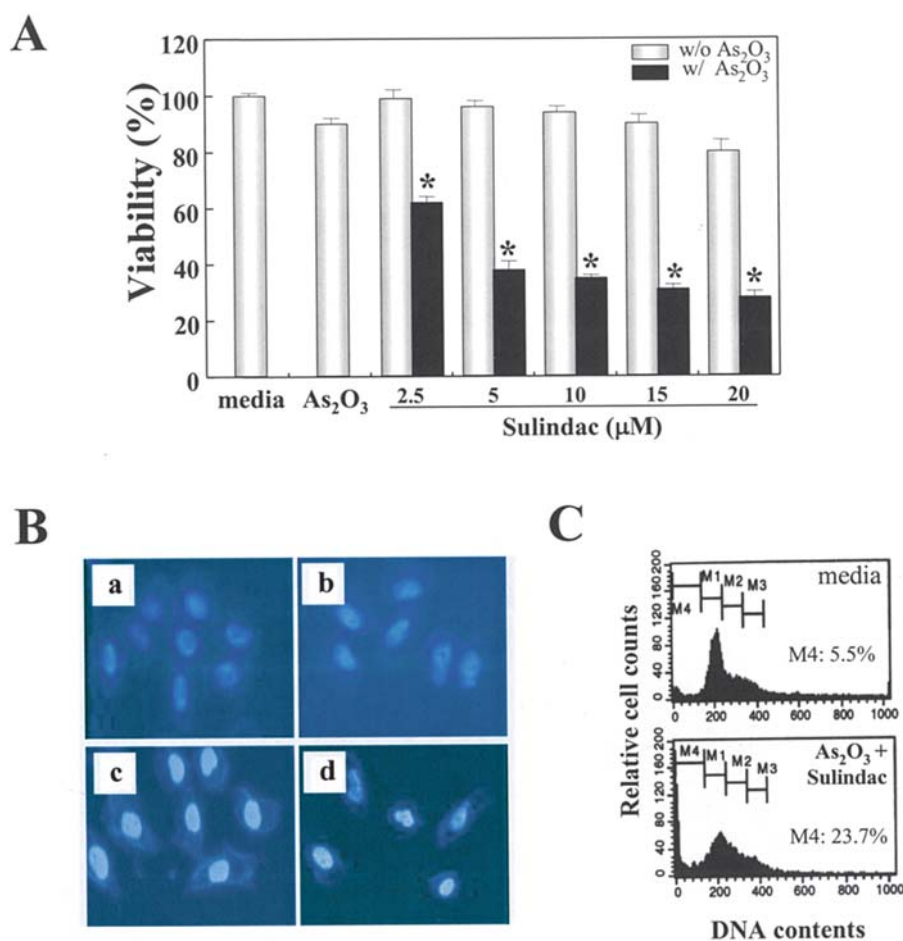 A
120
100
80
60
40
20
0
Viability (%)
w/o As₂O₃
w/ As₂O₃
* * * * *
media As₂O₃ 2.5 5 10 15 20
Sulindac (µM)
B
a b
c d
C
Relative cell counts
200
160
120
80
40
0
M1 M2 M3
M4
media
M4: 5.5%
0 200 400 600 800 1000
200
160
120
80
40
0
M4 M1 M2 M3
As₂O₃ +
Sulindac
M4: 23.7%
0 200 400 600 800 1000
DNA contents